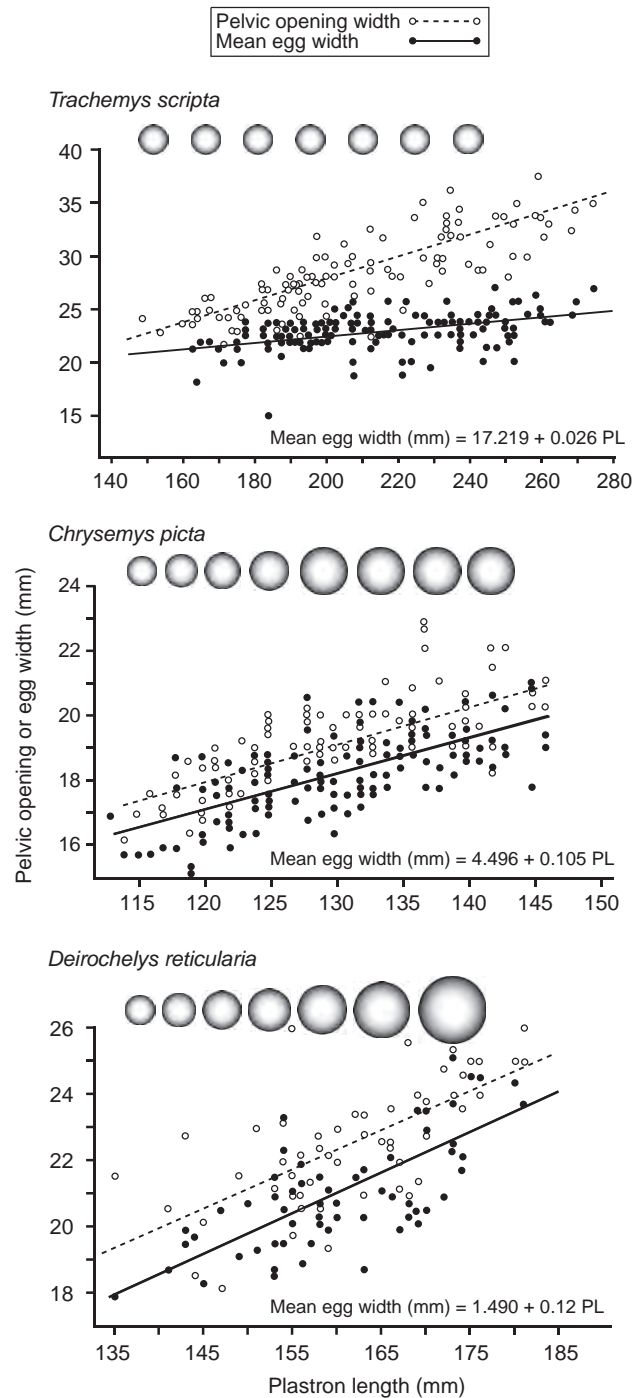 Pelvic opening width
Mean egg width
Trachemys scripta
40
35
30
25
20
15
Mean egg width (mm) = 17.219 + 0.026 PL
140 160 180 200 220 240 260 280
Chrysemys picta
Pelvic opening or egg width (mm)
24
22
20
18
16
Mean egg width (mm) = 4.496 + 0.105 PL
115 120 125 130 135 140 145 150
Deirochelys reticularia
26
24
22
20
18
Mean egg width (mm) = 1.490 + 0.12 PL
135 145 155 165 175 185
Plastron length (mm)